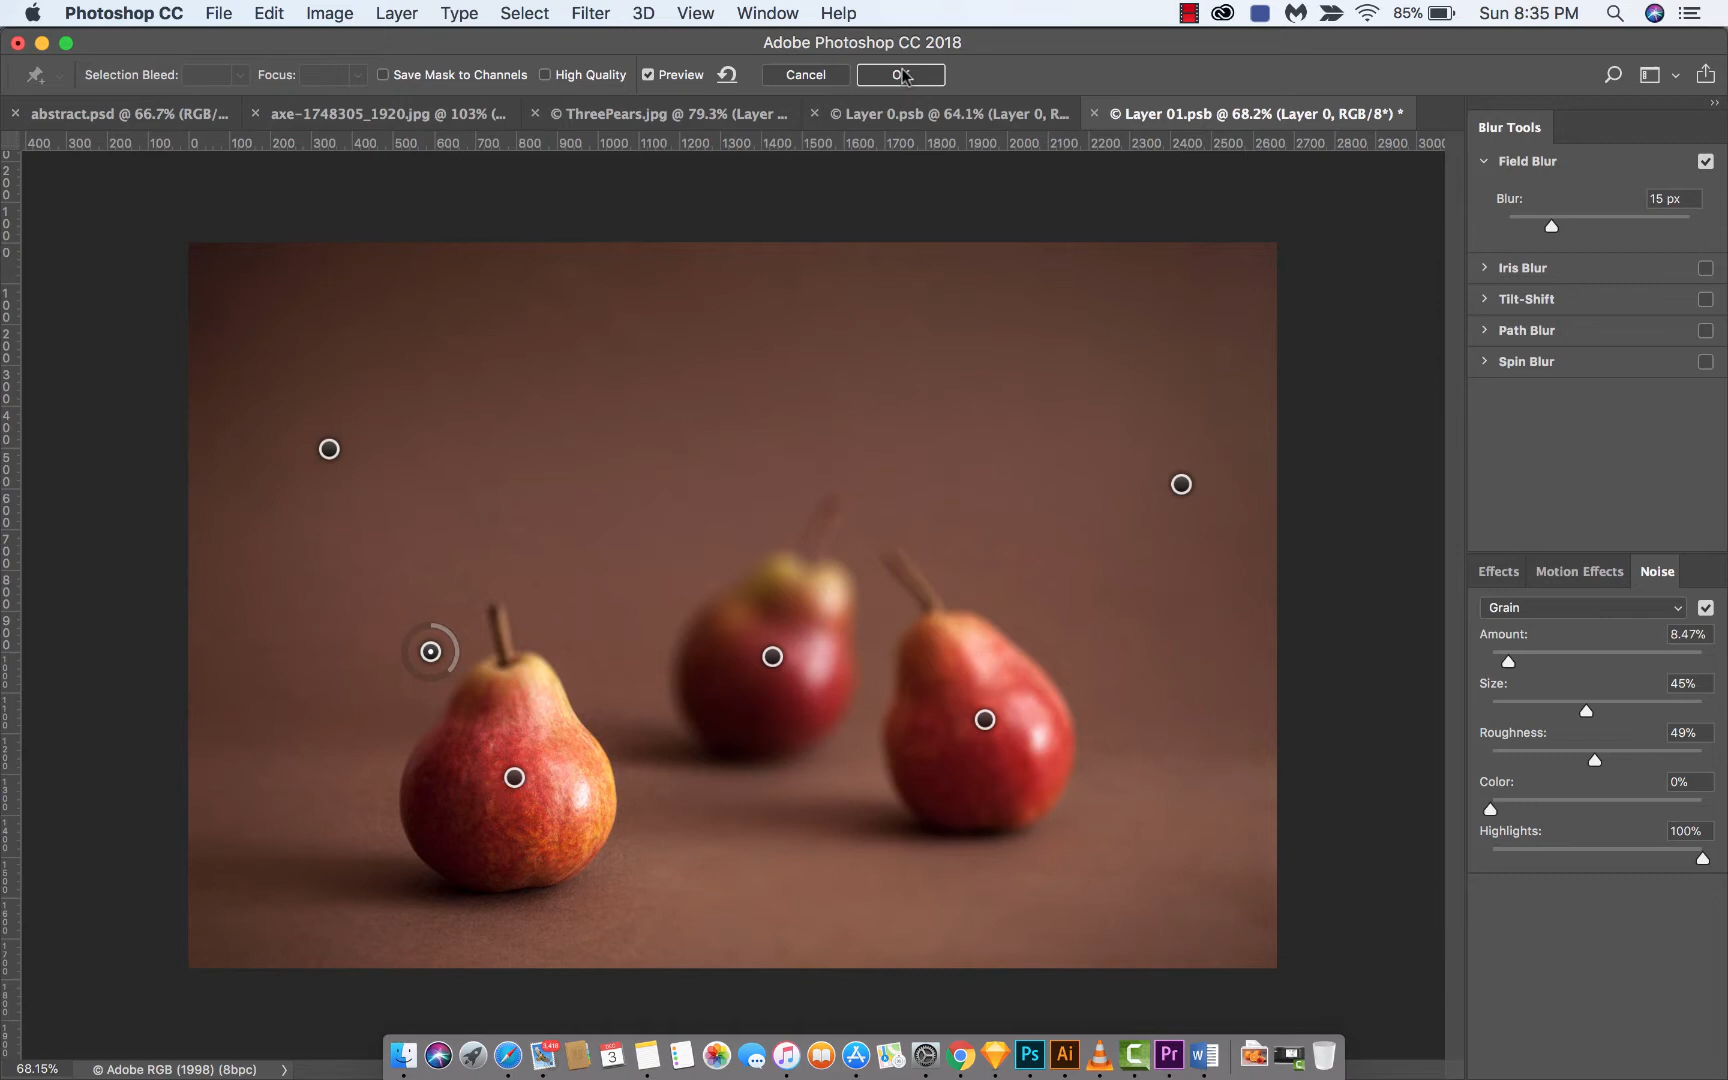 Photoshop CC File Edit Image Layer Type Select Filter 3D View Window Help 85% Sun 8:35 PM
Adobe Photoshop CC 2018
Selection Bleed: Focus: Save Mask to Channels High Quality Preview Cancel
abstract.psd @ 66.7% (RGB/... axe-1748305_1920.jpg @ 103% (... © ThreePears.jpg @ 79.3% (Layer ... © Layer 0.psb @ 64.1% (Layer 0, R... © Layer 01.psb @ 68.2% (Layer 0, RGB/8*) *
400 300 200 100 0 100 200 300 400 500 600 700 800 900 1000 1100 1200 1300 1400 1500 1600 1700 1800 1900 2000 2100 2200 2300 2400 2500 2600 2700 2800 2900 3000
Blur Tools
Field Blur
Blur: 15 px
Iris Blur
Tilt-Shift
Path Blur
Spin Blur
Effects Motion Effects Noise
Grain
Amount: 8.47%
Size: 45%
Roughness: 49%
Color: 0%
Highlights: 100%
3,418
DEC
3
Ps Ai Pr W
68.15% © Adobe RGB (1998) (8bpc)